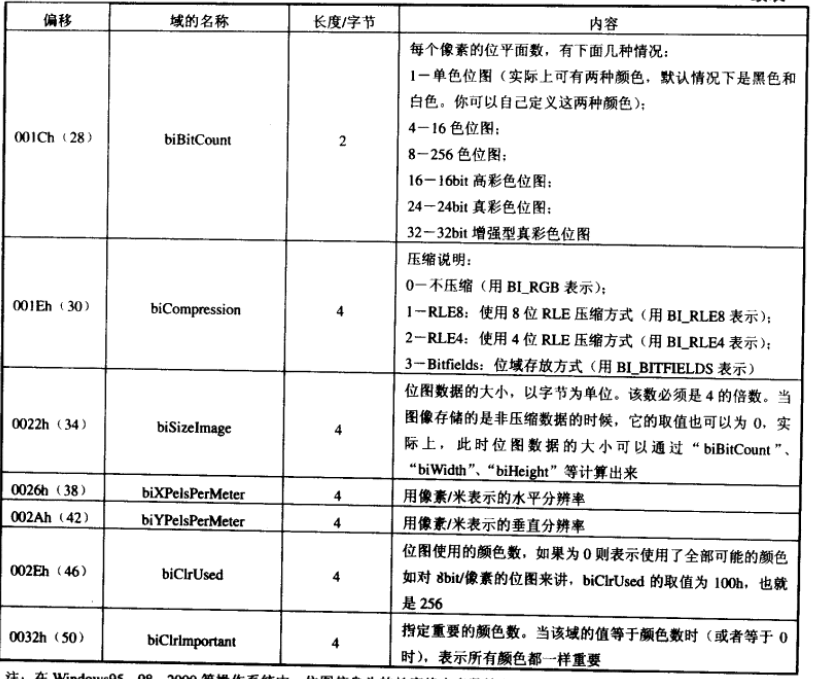 偏移 域的名称 长度/字节 内容
001Ch（28） biBitCount 2
每个像素的位平面数，有下面几种情况：
1－单色位图（实际上可有两种颜色，默认情况下是黑色和
白色。你可以自己定义这两种颜色）；
4－16 色位图；
8－256 色位图；
16－16bit 高彩色位图；
24－24bit 真彩色位图；
32－32bit 增强型真彩色位图
001Eh（30） biCompression 4
压缩说明：
0－不压缩（用 BI_RGB 表示）；
1－RLE8：使用 8 位 RLE 压缩方式（用 BI_RLE8 表示）；
2－RLE4：使用 4 位 RLE 压缩方式（用 BI_RLE4 表示）；
3－Bitfields：位域存放方式（用 BI_BITFIELDS 表示）
0022h（34） biSizeImage 4
位图数据的大小，以字节为单位。该数必须是 4 的倍数。当
图像存储的是非压缩数据的时候，它的取值也可以为 0，实
际上，此时位图数据的大小可以通过“biBitCount”、
“biWidth”、“biHeight”等计算出来
0026h（38） biXPelsPerMeter 4 用像素/米表示的水平分辨率
002Ah（42） biYPelsPerMeter 4 用像素/米表示的垂直分辨率
002Eh（46） biClrUsed 4
位图使用的颜色数，如果为 0 则表示使用了全部可能的颜色
如对 8bit/像素的位图来讲，biClrUsed 的取值为 100h，也就
是 256
0032h（50） biClrImportant 4
指定重要的颜色数。当该域的值等于颜色数时（或者等于 0
时），表示所有颜色都一样重要
注：在 Windows95、98、2000 等操作系统中，位图信息头的长度